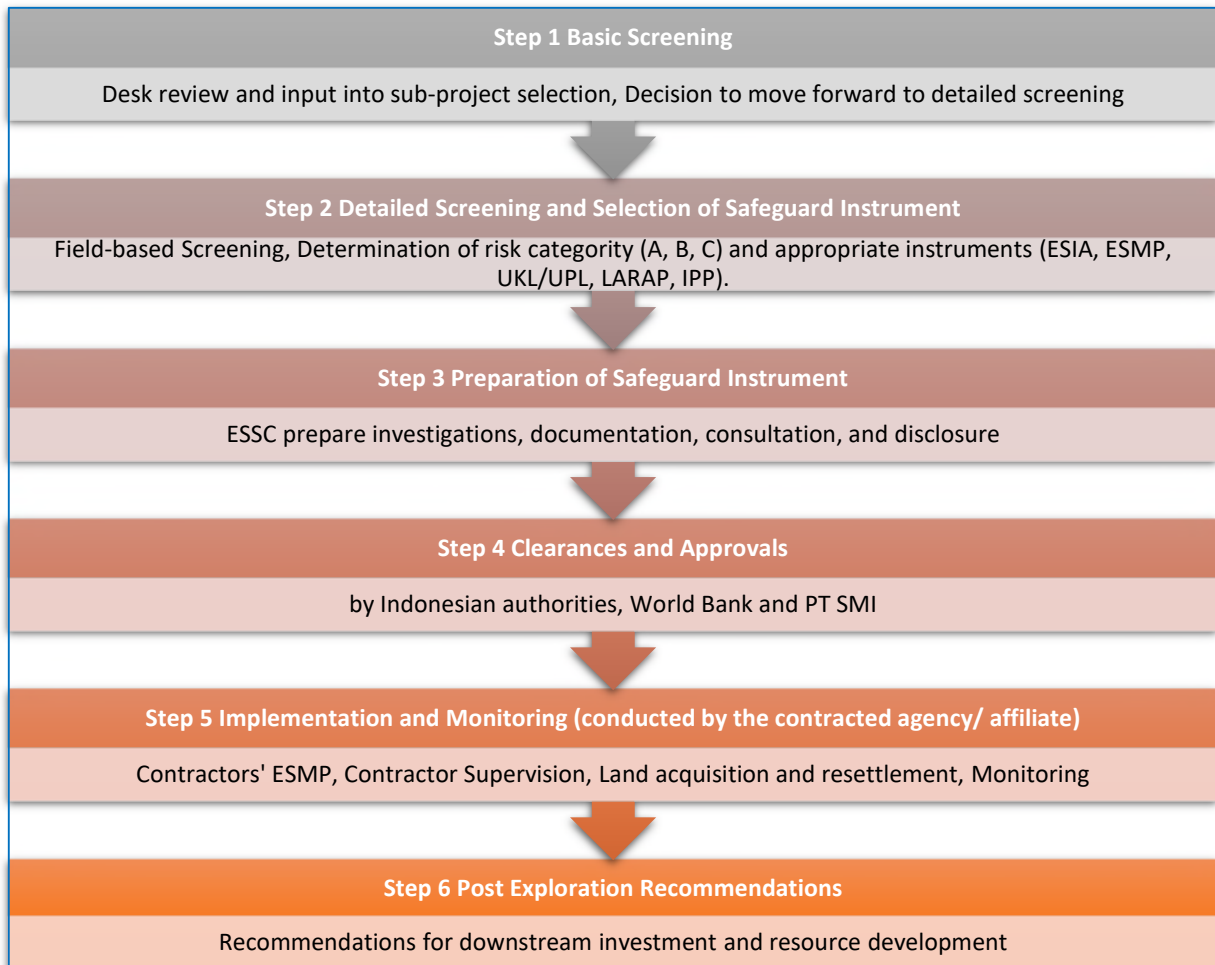 Step 1 Basic Screening
Desk review and input into sub-project selection, Decision to move forward to detailed screening
Step 2 Detailed Screening and Selection of Safeguard Instrument
Field-based Screening, Determination of risk categority (A, B, C) and appropriate instruments (ESIA, ESMP,
UKL/UPL, LARAP, IPP).
Step 3 Preparation of Safeguard Instrument
ESSC prepare investigations, documentation, consultation, and disclosure
Step 4 Clearances and Approvals
by Indonesian authorities, World Bank and PT SMI
Step 5 Implementation and Monitoring (conducted by the contracted agency/ affiliate)
Contractors' ESMP, Contractor Supervision, Land acquisition and resettlement, Monitoring
Step 6 Post Exploration Recommendations
Recommendations for downstream investment and resource development